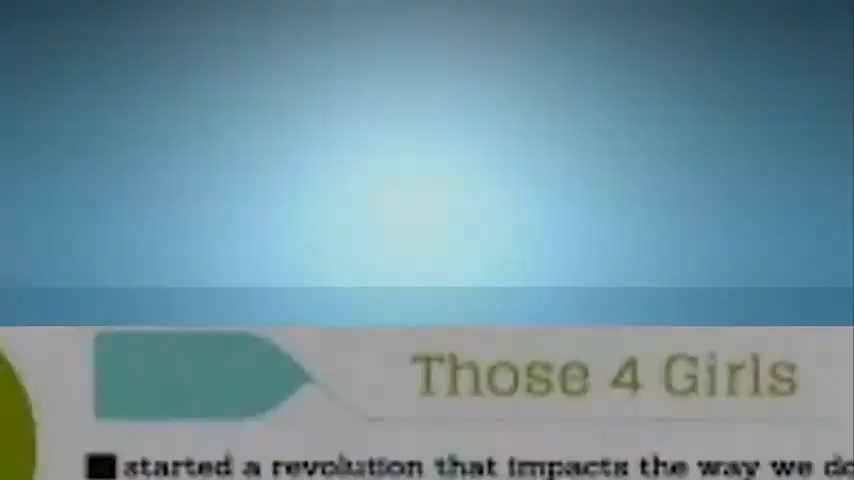 Those 4 Girls
started a revolution that impacts the way we do